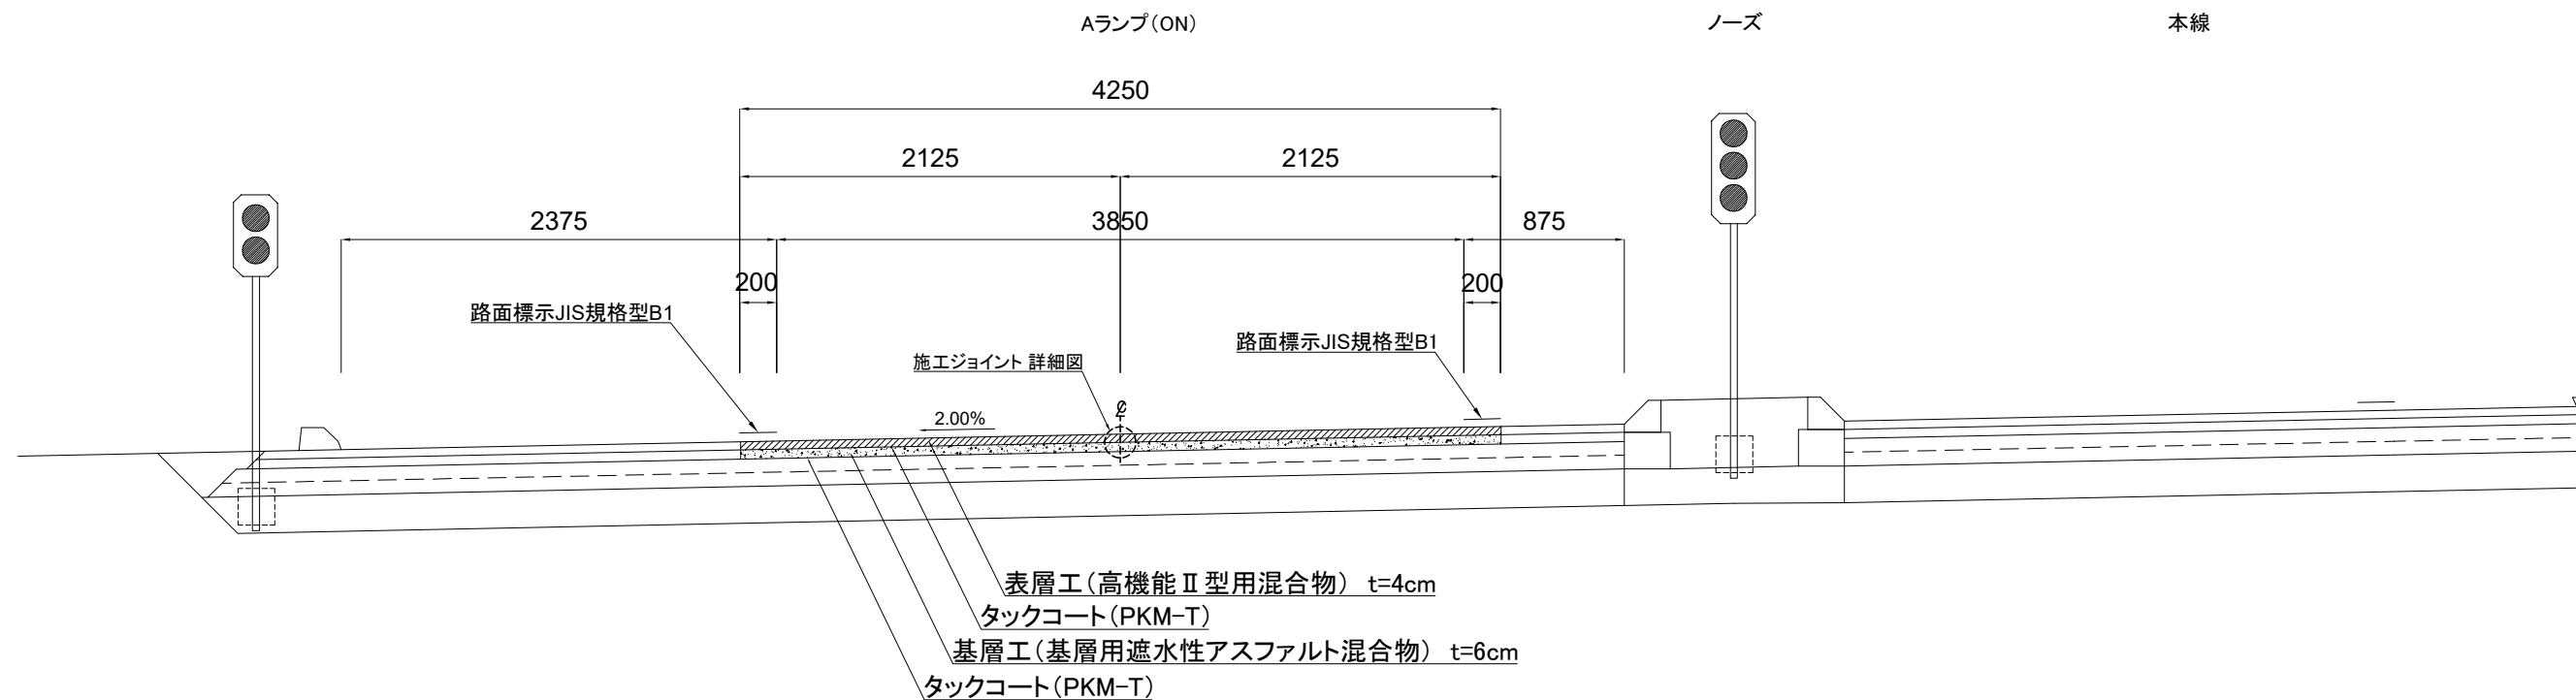 Aランプ(ON)
ノーズ
本線
4250
2125
2125
2375
3850
875
200
200
路面標示JIS規格型B1
路面標示JIS規格型B1
施工ジョイント 詳細図
2.00%
表層工(高機能Ⅱ型用混合物) t=4cm
タックコート(PKM-T)
基層工(基層用遮水性アスファルト混合物) t=6cm
タックコート(PKM-T)